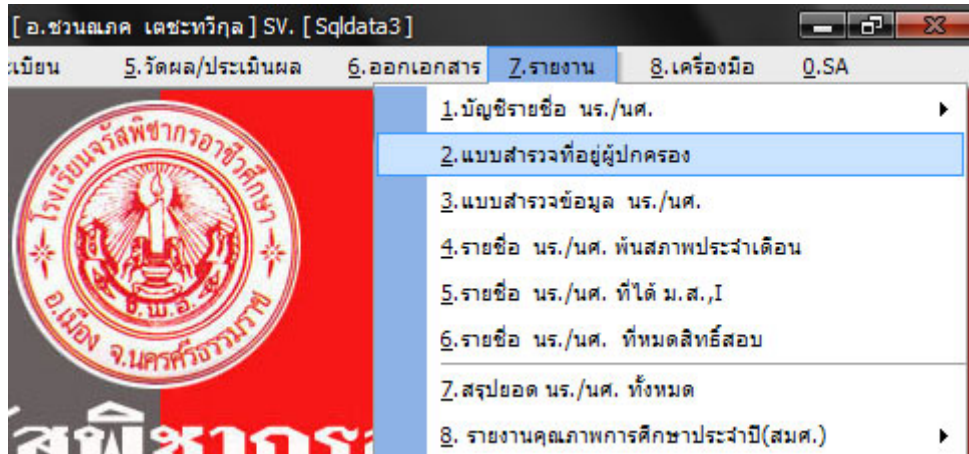 [ อ.ชวนณภค เตชะทวีกุล ] SV. [ Sqldata3 ]
ะเบียน 5.วัดผล/ประเมินผล 6.ออกเอกสาร 7.รายงาน 8.เครื่องมือ 0.SA
1.บัญชีรายชื่อ นร./นศ.
2.แบบสำรวจที่อยู่ผู้ปกครอง
3.แบบสำรวจข้อมูล นร./นศ.
4.รายชื่อ นร./นศ. พ้นสภาพประจำเดือน
5.รายชื่อ นร./นศ. ที่ได้ ม.ส.,I
6.รายชื่อ นร./นศ. ที่หมดสิทธิ์สอบ
7.สรุปยอด นร./นศ. ทั้งหมด
8. รายงานคุณภาพการศึกษาประจำปี(สมศ.)
โรงเรียนจรัสพิชากรอาชีวศึกษา
จ.พ.อ.
อ.เมือง จ.นครศรีธรรมราช
ัสพิชากร